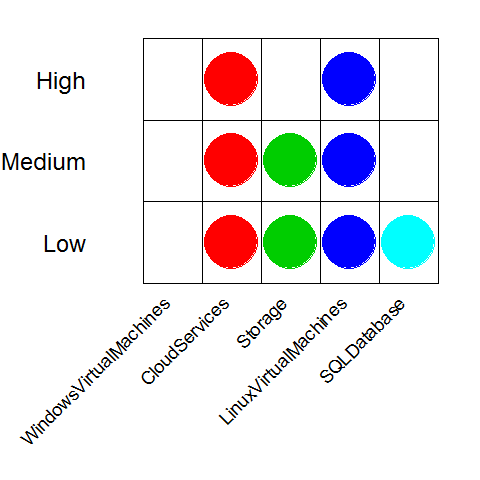 High
Medium
Low
WindowsVirtualMachines
CloudServices
Storage
LinuxVirtualMachines
SQLDatabase